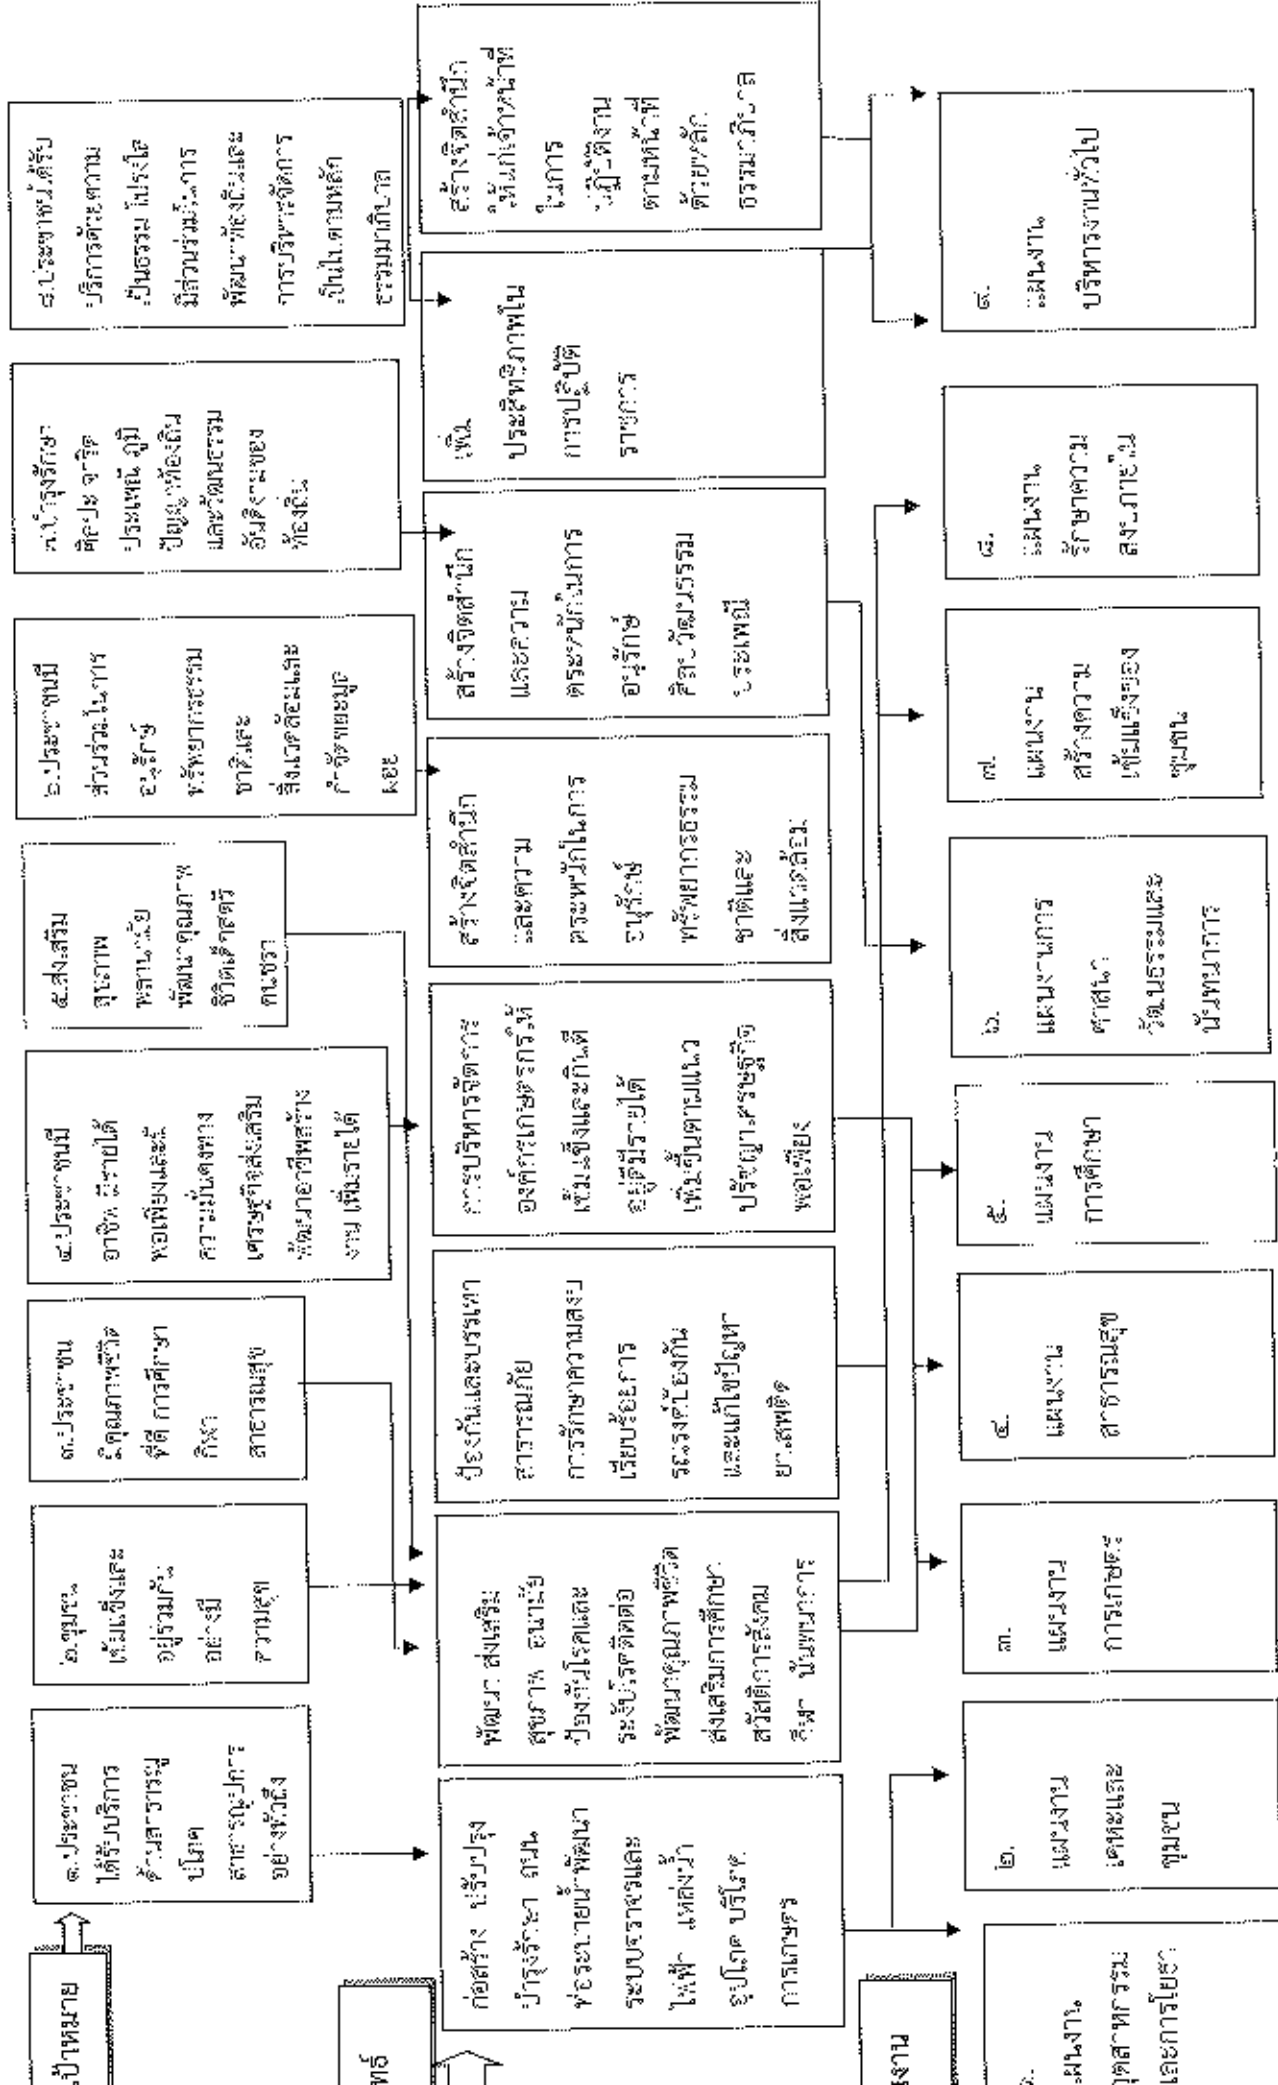 เป้าหมาย
๑.ประชาชน
ได้รับบริการ
ด้านสาธารณู
ปโภค
สาธารณูปการ
อย่างทั่วถึง
๒.ชุมชน
เข้มแข็งและ
อยู่ร่วมกัน
อย่างมี
ความสุข
๓.ประชาชน
มีคุณภาพชีวิต
ที่ดี การศึกษา
กีฬา
สาธารณสุข
๔.ประชาชนมี
อาชีพ มีรายได้
พอเพียงและมี
ความมั่นคงทาง
เศรษฐกิจส่งเสริม
พัฒนาอาชีพสร้าง
งาน เพิ่มรายได้
๕.ส่งเสริม
สุขภาพ
พลานามัย
พัฒนาคุณภาพ
ชีวิตเด็กสตรี
คนชรา
๖.ประชาชนมี
ส่วนร่วมในการ
อนุรักษ์
ทรัพยากรธรรม
ชาติและ
สิ่งแวดล้อมและ
กำจัดขยะมูล
ฝอย
๗.บำรุงรักษา
ศิลปะ จารีต
ประเพณี ภูมิ
ปัญญาท้องถิ่น
และวัฒนธรรม
อันดีงามของ
ท้องถิ่น
๘.ประชาชนได้รับ
บริการด้วยความ
เป็นธรรม โปร่งใส
มีส่วนร่วมในการ
พัฒนาท้องถิ่นและ
การบริหารจัดการ
เป็นไปตามหลัก
ธรรมมาภิบาล
ทธ์
ก่อสร้าง ปรับปรุง
บำรุงรักษา ถนน
ท่อระบายน้ำพัฒนา
ระบบจราจรและ
ไฟฟ้า แหล่งน้ำ
อุปโภค บริโภค
การเกษตร
พัฒนา ส่งเสริม
สุขภาพ อนามัย
ป้องกันโรคและ
ระงับโรคติดต่อ
พัฒนาคุณภาพชีวิต
ส่งเสริมการศึกษา
สวัสดิการสังคม
กีฬา นันทนาการ
ป้องกันและบรรเทา
สาธารณภัย
การรักษาความสงบ
เรียบร้อยการ
รณรงค์ป้องกัน
และแก้ไขปัญหา
ยาเสพติด
การบริหารจัดการ
องค์กรเกษตรกรให้
เข้มแข็งและกินดี
อยู่ดีมีรายได้
เพิ่มขึ้นตามแนว
ปรัชญาเศรษฐกิจ
พอเพียง
สร้างจิตสำนึก
และความ
ตระหนักในการ
อนุรักษ์
ทรัพยากรธรรม
ชาติและ
สิ่งแวดล้อม
สร้างจิตสำนึก
และความ
ตระหนักในการ
อนุรักษ์
ศิลปวัฒนธรรม
ประเพณี
เพิ่ม
ประสิทธิภาพใน
การปฏิบัติ
ราชการ
สร้างจิตสำนึก
ให้แก่เจ้าหน้าที่
ในการ
ปฏิบัติงาน
ตามหน้าที่
ด้วยหลัก
ธรรมาภิบาล
งาน
แผนงาน
อุตสาหกรรม
และการโยธา
๒.
แผนงาน
เคหะและ
ชุมชน
๓.
แผนงาน
การเกษตร
๔.
แผนงาน
สาธารณสุข
๕.
แผนงาน
การศึกษา
๖.
แผนงานการ
ศาสนา
วัฒนธรรมและ
นันทนาการ
๗.
แผนงาน
สร้างความ
เข้มแข็งของ
ชุมชน
๘.
แผนงาน
รักษาความ
สงบภายใน
๙.
แผนงาน
บริหารงานทั่วไป